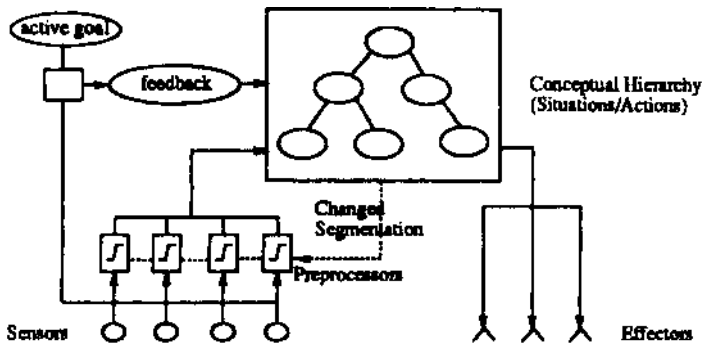 active goal
feedback
Conceptual Hierarchy
(Situations/Actions)
Changed
Segmentation
Preprocessors
Sensors
Effectors